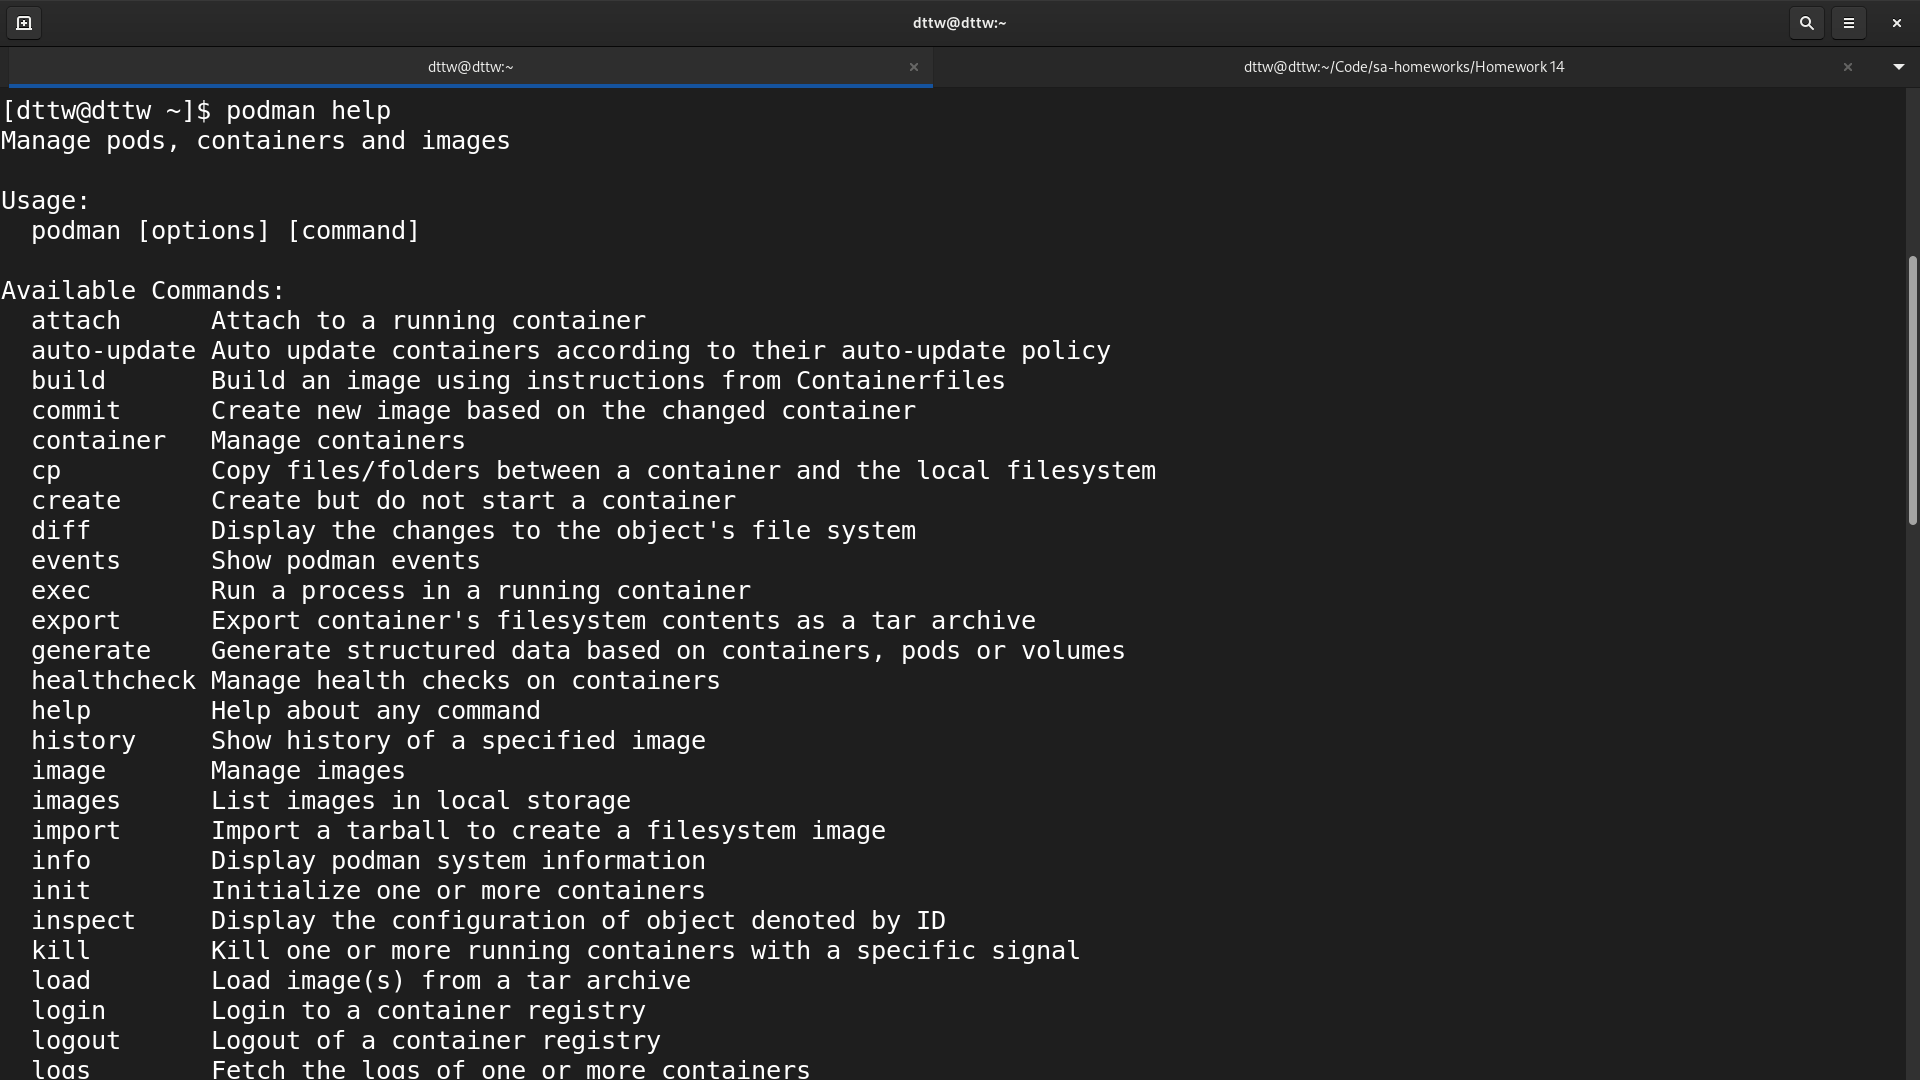 dttw@dttw:~
dttw@dttw:~
dttw@dttw:~/Code/sa-homeworks/Homework 14
[dttw@dttw ~]$ podman help
Manage pods, containers and images
Usage:
  podman [options] [command]
Available Commands:
  attach      Attach to a running container
  auto-update Auto update containers according to their auto-update policy
  build       Build an image using instructions from Containerfiles
  commit      Create new image based on the changed container
  container   Manage containers
  cp          Copy files/folders between a container and the local filesystem
  create      Create but do not start a container
  diff        Display the changes to the object's file system
  events      Show podman events
  exec        Run a process in a running container
  export      Export container's filesystem contents as a tar archive
  generate    Generate structured data based on containers, pods or volumes
  healthcheck Manage health checks on containers
  help        Help about any command
  history     Show history of a specified image
  image       Manage images
  images      List images in local storage
  import      Import a tarball to create a filesystem image
  info        Display podman system information
  init        Initialize one or more containers
  inspect     Display the configuration of object denoted by ID
  kill        Kill one or more running containers with a specific signal
  load        Load image(s) from a tar archive
  login       Login to a container registry
  logout      Logout of a container registry
  logs        Fetch the logs of one or more containers